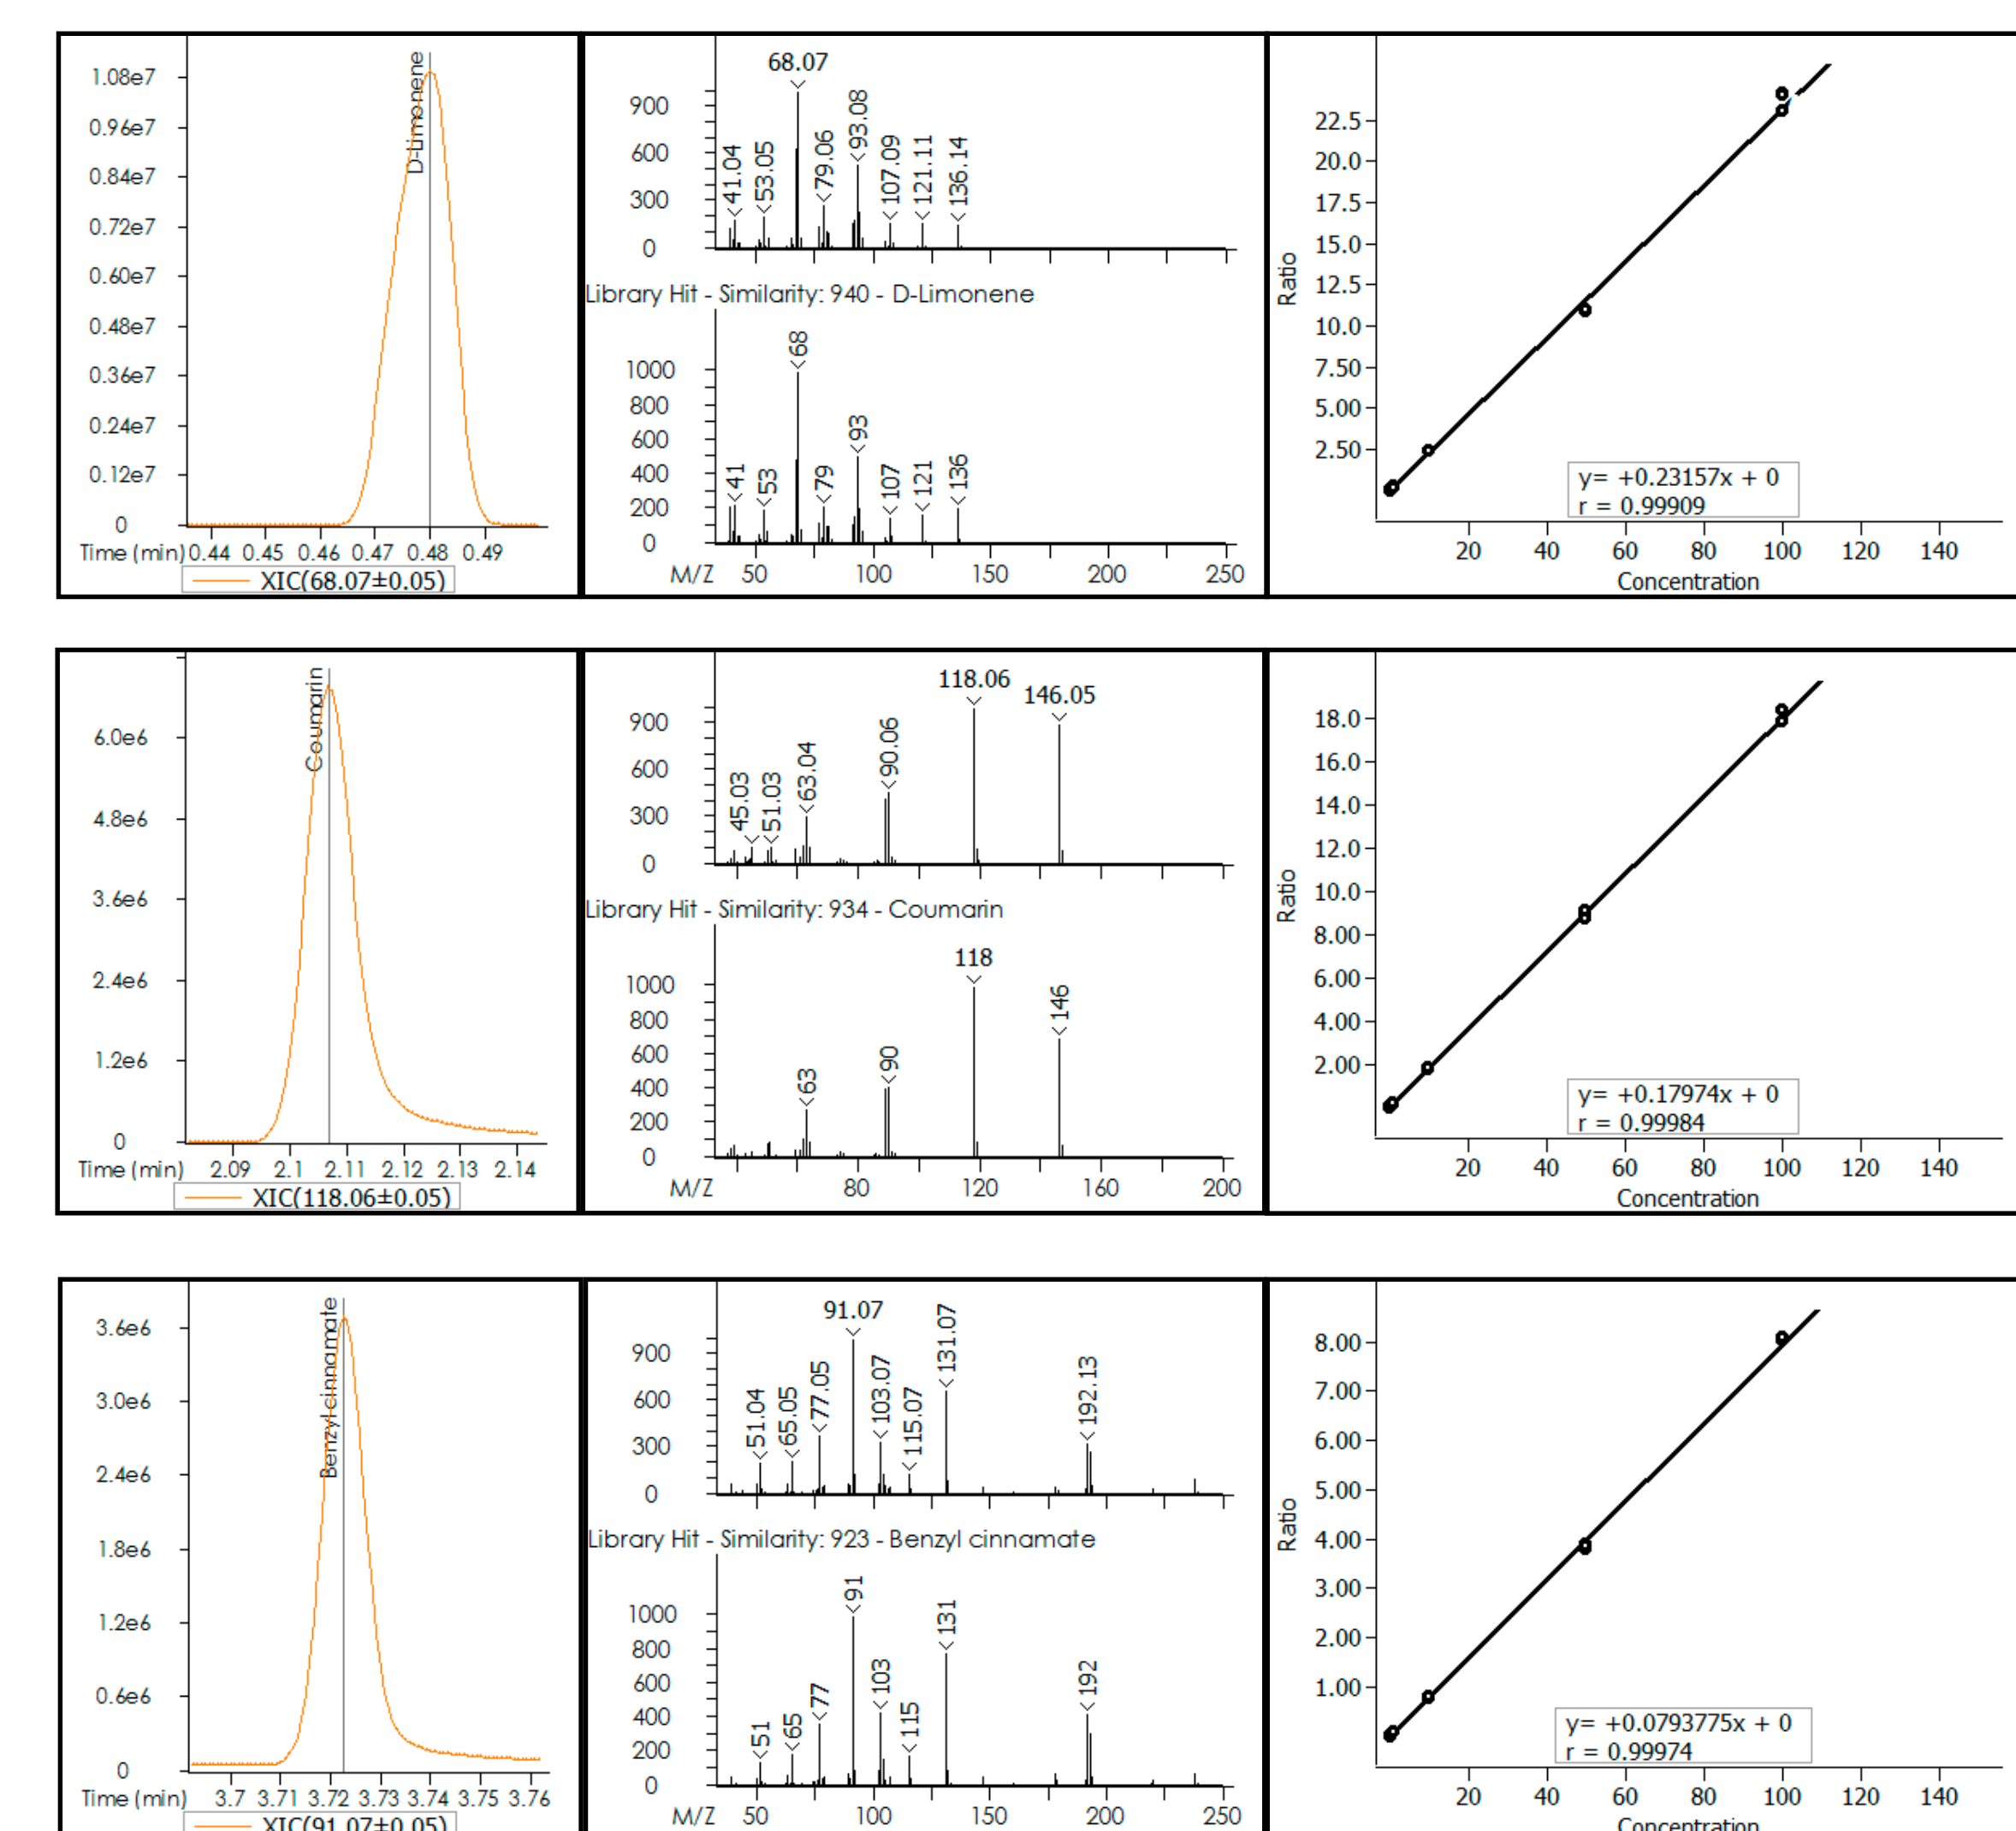 1.08e7
0.96e7
0.84e7
0.72e7
0.60e7
0.48e7
0.36e7
0.24e7
0.12e7
0
D-Limonene
Time (min) 0.44 0.45 0.46 0.47 0.48 0.49
XIC(68.07±0.05)
900
600
300
0
41.04 53.05 68.07 79.06 93.08 107.09 121.11 136.14
Library Hit - Similarity: 940 - D-Limonene
1000
800
600
400
200
0
41 53 68 79 93 107 121 136
M/Z 50 100 150 200 250
Ratio
22.5
20.0
17.5
15.0
12.5
10.0
7.50
5.00
2.50
y= +0.23157x + 0
r = 0.99909
20 40 60 80 100 120 140
Concentration
6.0e6
4.8e6
3.6e6
2.4e6
1.2e6
0
Coumarin
Time (min) 2.09 2.1 2.11 2.12 2.13 2.14
XIC(118.06±0.05)
900
600
300
0
45.03 51.03 63.04 90.06 118.06 146.05
Library Hit - Similarity: 934 - Coumarin
1000
800
600
400
200
0
63 90 118 146
M/Z 80 120 160 200
Ratio
18.0
16.0
14.0
12.0
10.0
8.00
6.00
4.00
2.00
y= +0.17974x + 0
r = 0.99984
20 40 60 80 100 120 140
Concentration
3.6e6
3.0e6
2.4e6
1.8e6
1.2e6
0.6e6
0
Benzyl cinnamate
Time (min) 3.7 3.71 3.72 3.73 3.74 3.75 3.76
XIC(91.07±0.05)
900
600
300
0
51.04 65.05 77.05 91.07 103.07 115.07 131.07 192.13
Library Hit - Similarity: 923 - Benzyl cinnamate
1000
800
600
400
200
0
51 65 77 91 103 115 131 192
M/Z 50 100 150 200 250
Ratio
8.00
7.00
6.00
5.00
4.00
3.00
2.00
1.00
y= +0.0793775x + 0
r = 0.99974
20 40 60 80 100 120 140
Concentration